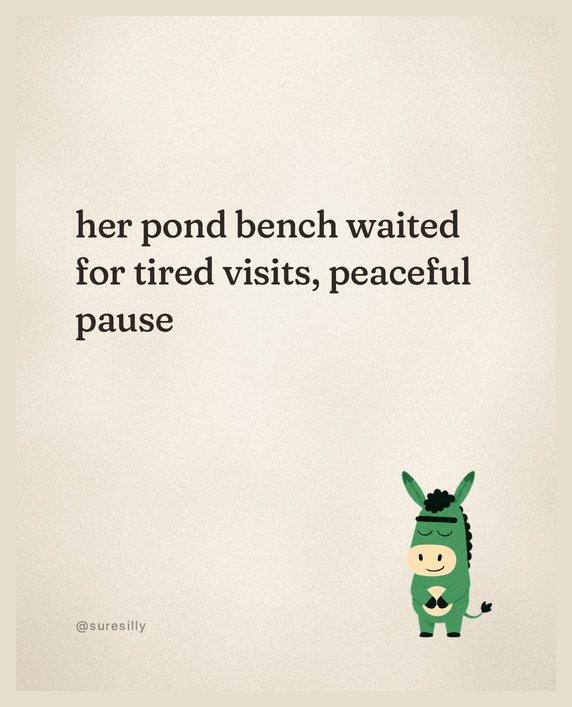 her pond bench waited
for tired visits, peaceful
pause
@suresilly